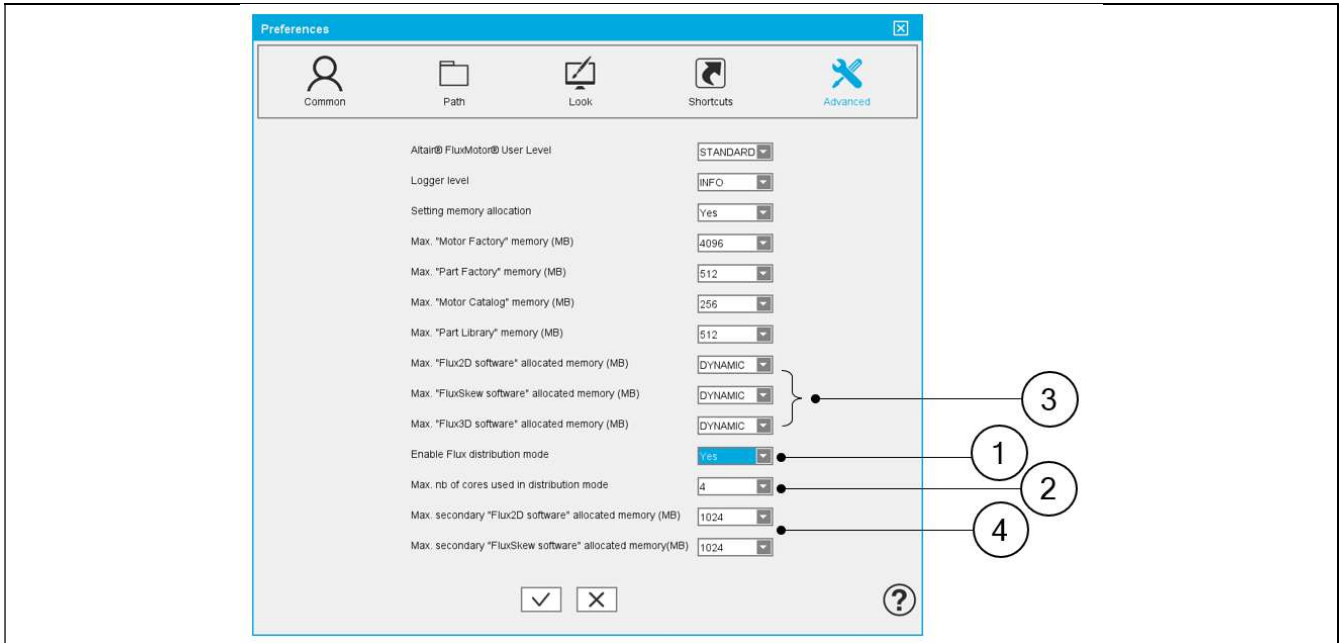 Preferences
Common Path Look Shortcuts Advanced
Altair® FluxMotor® User Level STANDARD
Logger level INFO
Setting memory allocation Yes
Max. "Motor Factory" memory (MB) 4096
Max. "Part Factory" memory (MB) 512
Max. "Motor Catalog" memory (MB) 256
Max. "Part Library" memory (MB) 512
Max. "Flux2D software" allocated memory (MB) DYNAMIC
Max. "FluxSkew software" allocated memory (MB) DYNAMIC
3
Max. "Flux3D software" allocated memory (MB) DYNAMIC
Enable Flux distribution mode Yes
1
Max. nb of cores used in distribution mode 4
2
Max. secondary "Flux2D software" allocated memory (MB) 1024
4
Max. secondary "FluxSkew software" allocated memory(MB) 1024
?